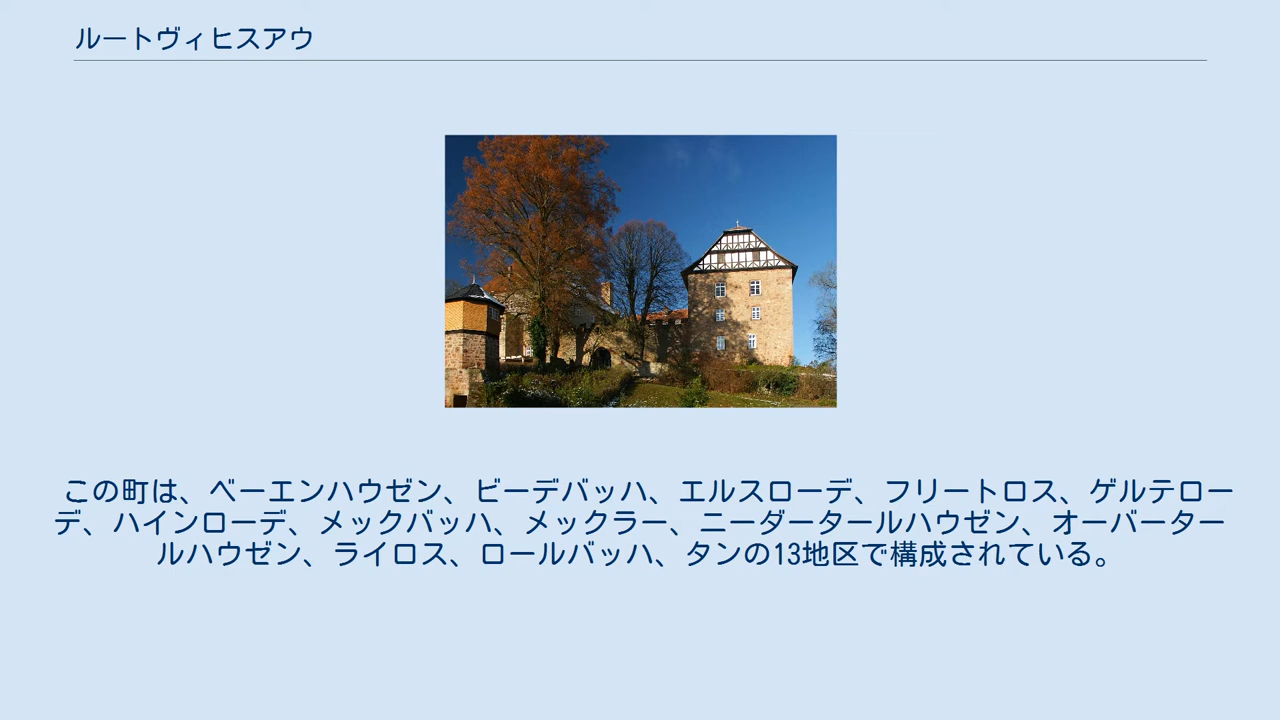 ルートヴィヒスアウ
この町は、ベーエンハウゼン、ビーデバッハ、エルスローデ、フリートロス、ゲルテロー
デ、ハインローデ、メックバッハ、メックラー、ニーダータールハウゼン、オーバーター
ルハウゼン、ライロス、ロールバッハ、タンの13地区で構成されている。